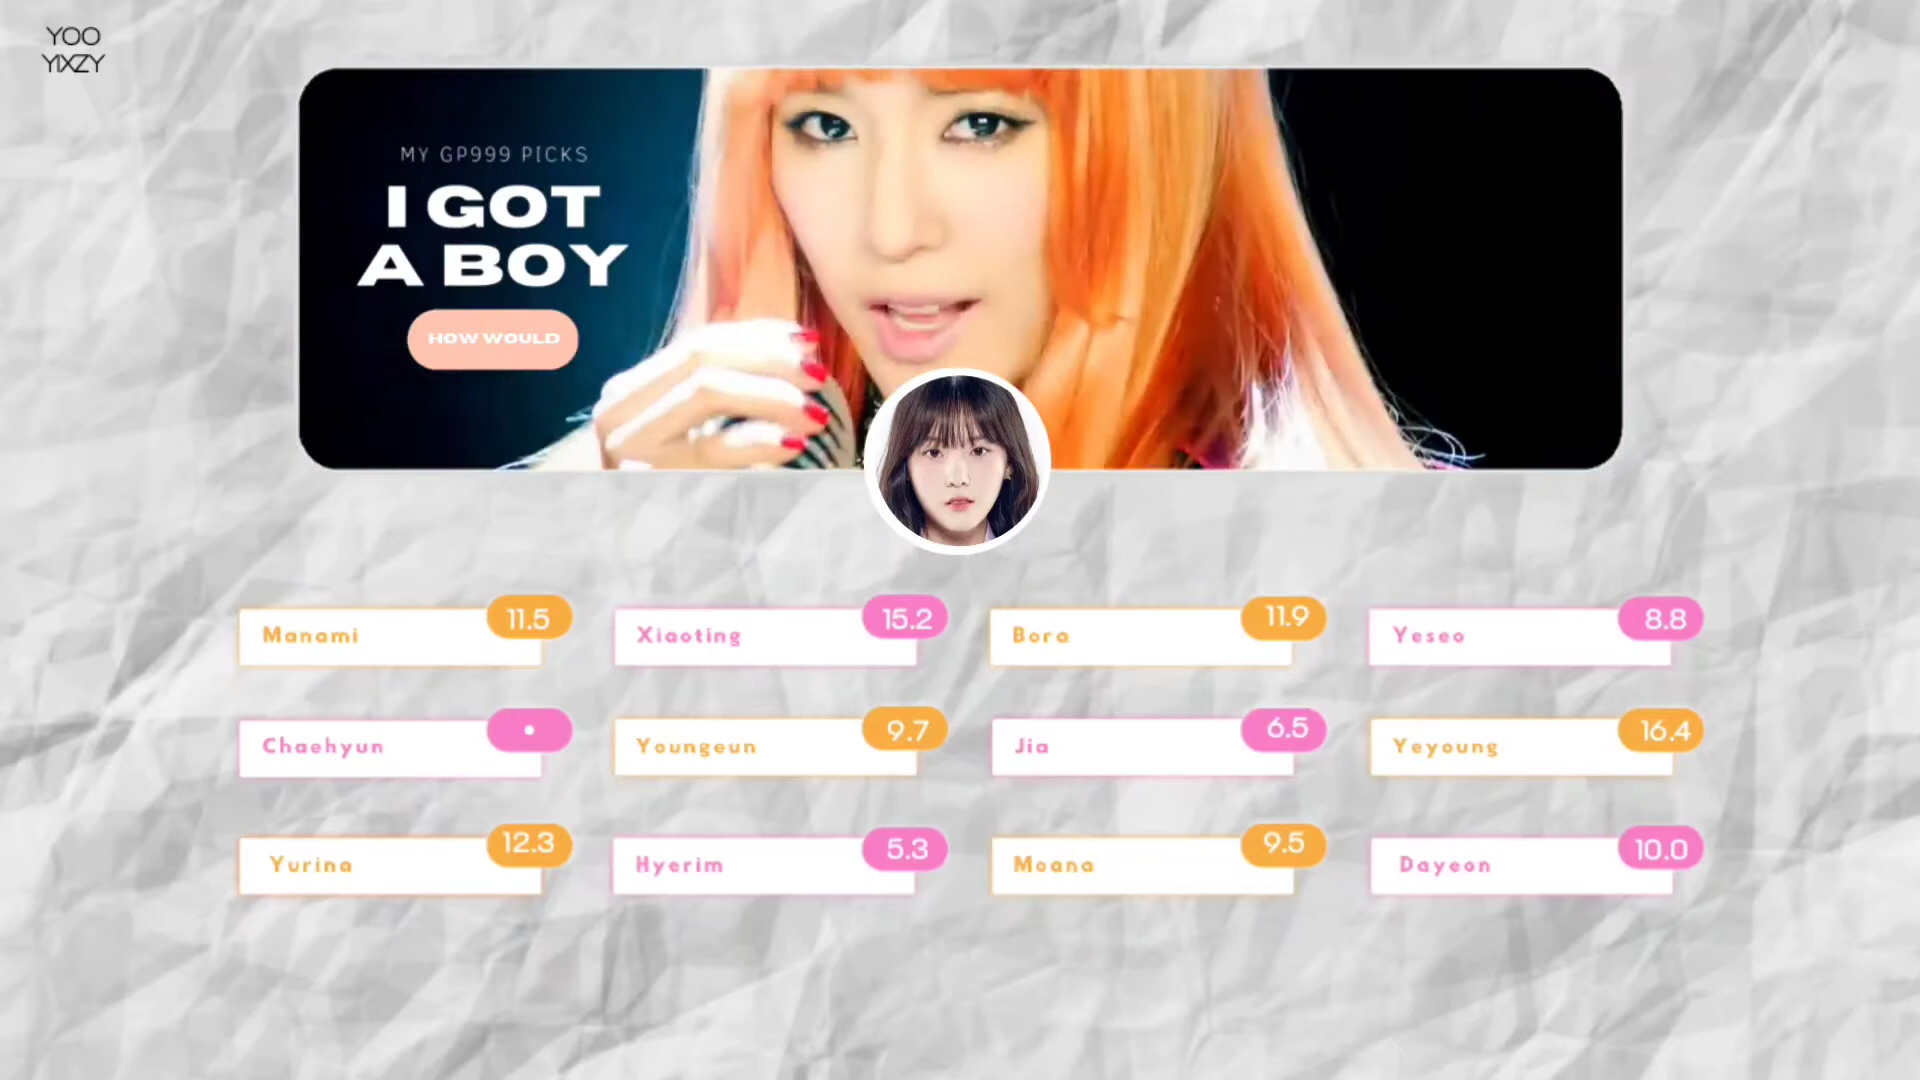 YOO
YIXZY
MY GP999 PICKS
I GOT
A BOY
HOW WOULD
Manami 11.5
Xiaoting 15.2
Bora 11.9
Yeseo 8.8
Chaehyun •
Youngeun 9.7
Jia 6.5
Yeyoung 16.4
Yurina 12.3
Hyerim 5.3
Moana 9.5
Dayeon 10.0